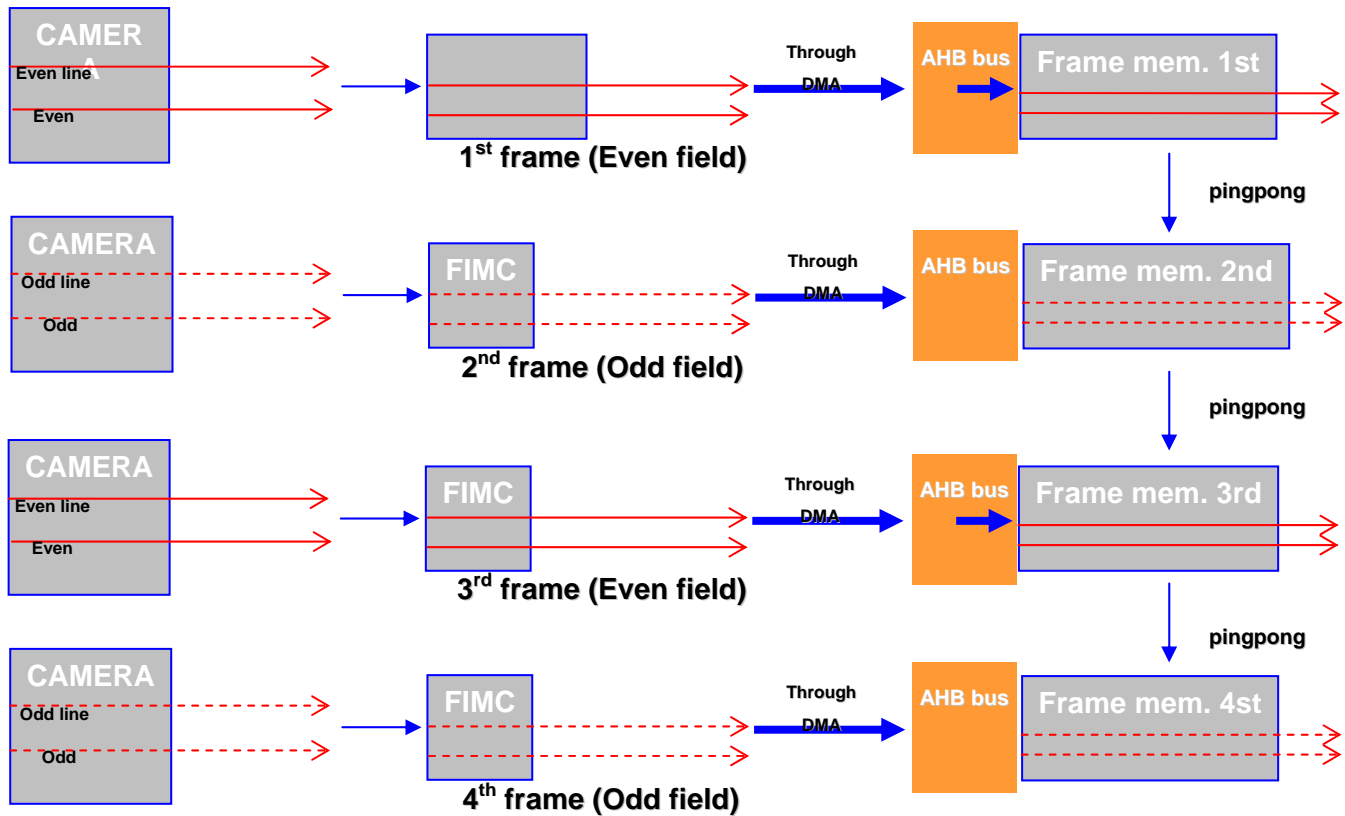 CAMER
A
Even line
Even
Through
DMA
AHB bus
Frame mem. 1st
1st frame (Even field)
pingpong
CAMERA
Odd line
Odd
FIMC
Through
DMA
AHB bus
Frame mem. 2nd
2nd frame (Odd field)
pingpong
CAMERA
Even line
Even
FIMC
Through
DMA
AHB bus
Frame mem. 3rd
3rd frame (Even field)
pingpong
CAMERA
Odd line
Odd
FIMC
Through
DMA
AHB bus
Frame mem. 4st
4th frame (Odd field)